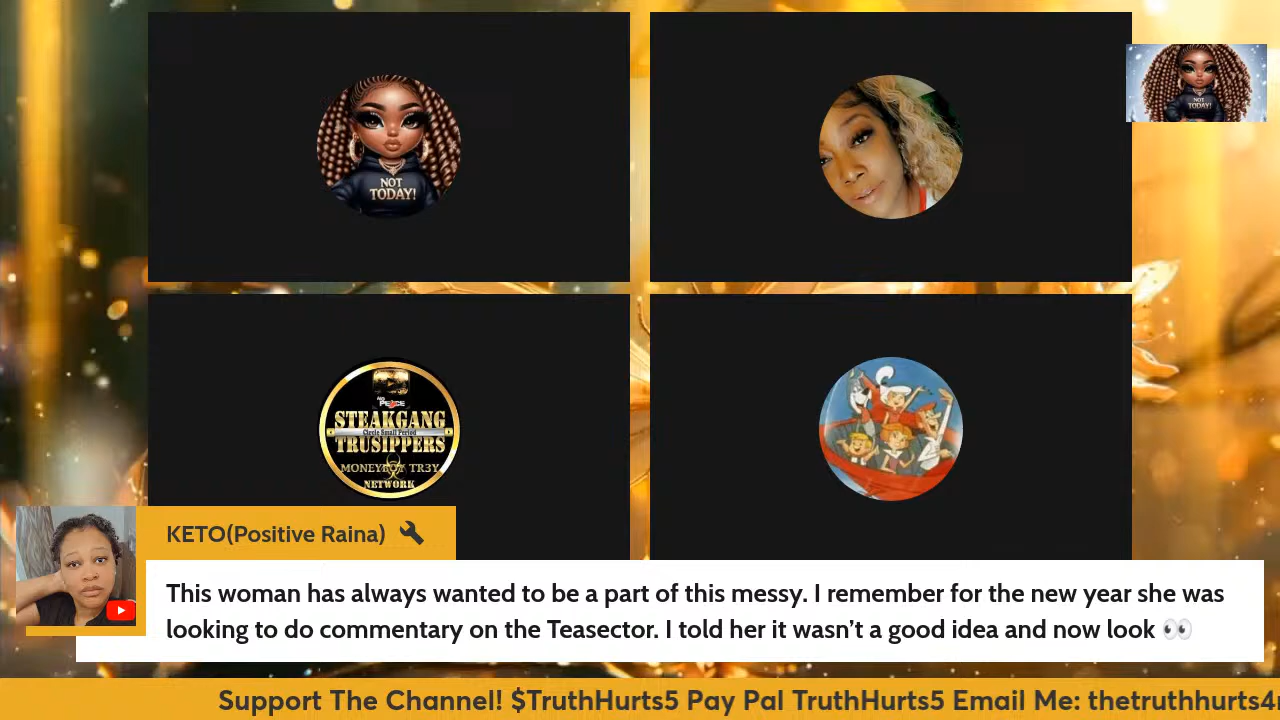 NOT
TODAY!
NOT
TODAY!
STEAKGANG
TRUSIPPERS
MONEYBOY TR3Y
NETWORK
KETO(Positive Raina)
This woman has always wanted to be a part of this messy. I remember for the new year she was
looking to do commentary on the Teasector. I told her it wasn’t a good idea and now look 👀
Support The Channel! $TruthHurts5 Pay Pal TruthHurts5 Email Me: thetruthhurts4